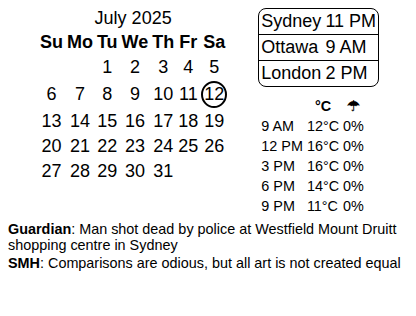 July 2025
Su Mo Tu We Th Fr Sa
1 2 3 4 5
6 7 8 9 10 11 12
13 14 15 16 17 18 19
20 21 22 23 24 25 26
27 28 29 30 31
Sydney 11 PM
Ottawa 9 AM
London 2 PM
°C ☂
9 AM 12°C 0%
12 PM 16°C 0%
3 PM 16°C 0%
6 PM 14°C 0%
9 PM 11°C 0%
Guardian: Man shot dead by police at Westfield Mount Druitt
shopping centre in Sydney
SMH: Comparisons are odious, but all art is not created equal